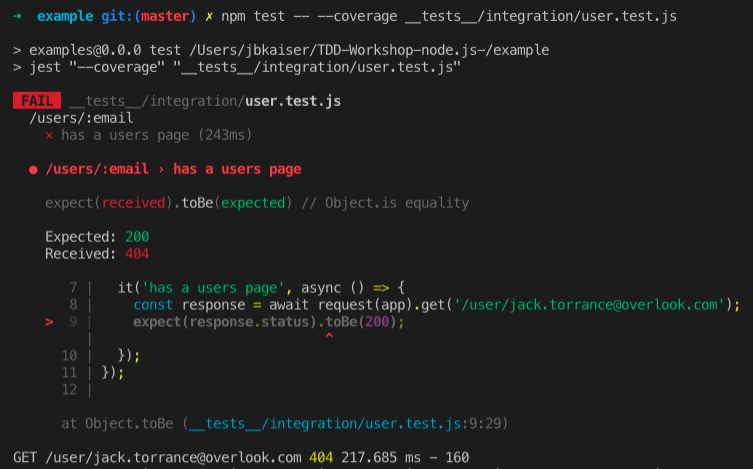 ➜  example git:(master) ✗ npm test -- --coverage __tests__/integration/user.test.js
> examples@0.0.0 test /Users/jbkaiser/TDD-Workshop-node.js-/example
> jest "--coverage" "__tests__/integration/user.test.js"
FAIL __tests__/integration/user.test.js
/users/:email
✕ has a users page (243ms)
● /users/:email › has a users page
expect(received).toBe(expected) // Object.is equality
Expected: 200
Received: 404
7 |   it('has a users page', async () => {
8 |     const response = await request(app).get('/user/jack.torrance@overlook.com');
> 9 |     expect(response.status).toBe(200);
|                             ^
10 |   });
11 | });
12 |
at Object.toBe (__tests__/integration/user.test.js:9:29)
GET /user/jack.torrance@overlook.com 404 217.685 ms - 160